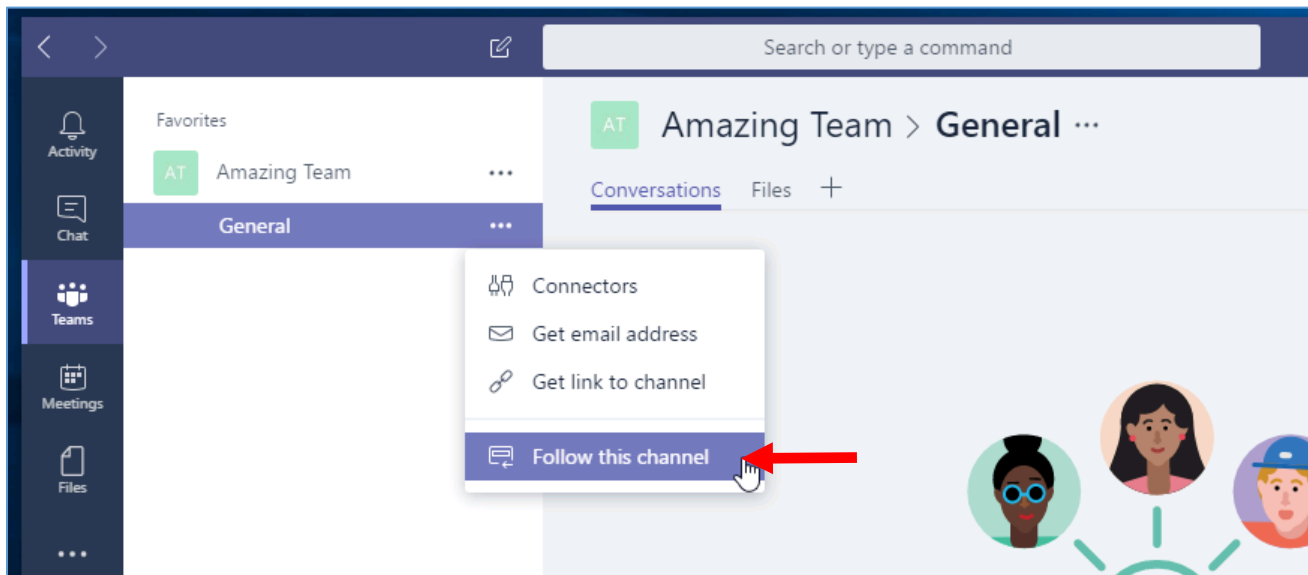 Search or type a command
Activity
Chat
Teams
Meetings
Files
Favorites
AT Amazing Team ...
General ...
Connectors
Get email address
Get link to channel
Follow this channel
AT Amazing Team > General ...
Conversations Files +